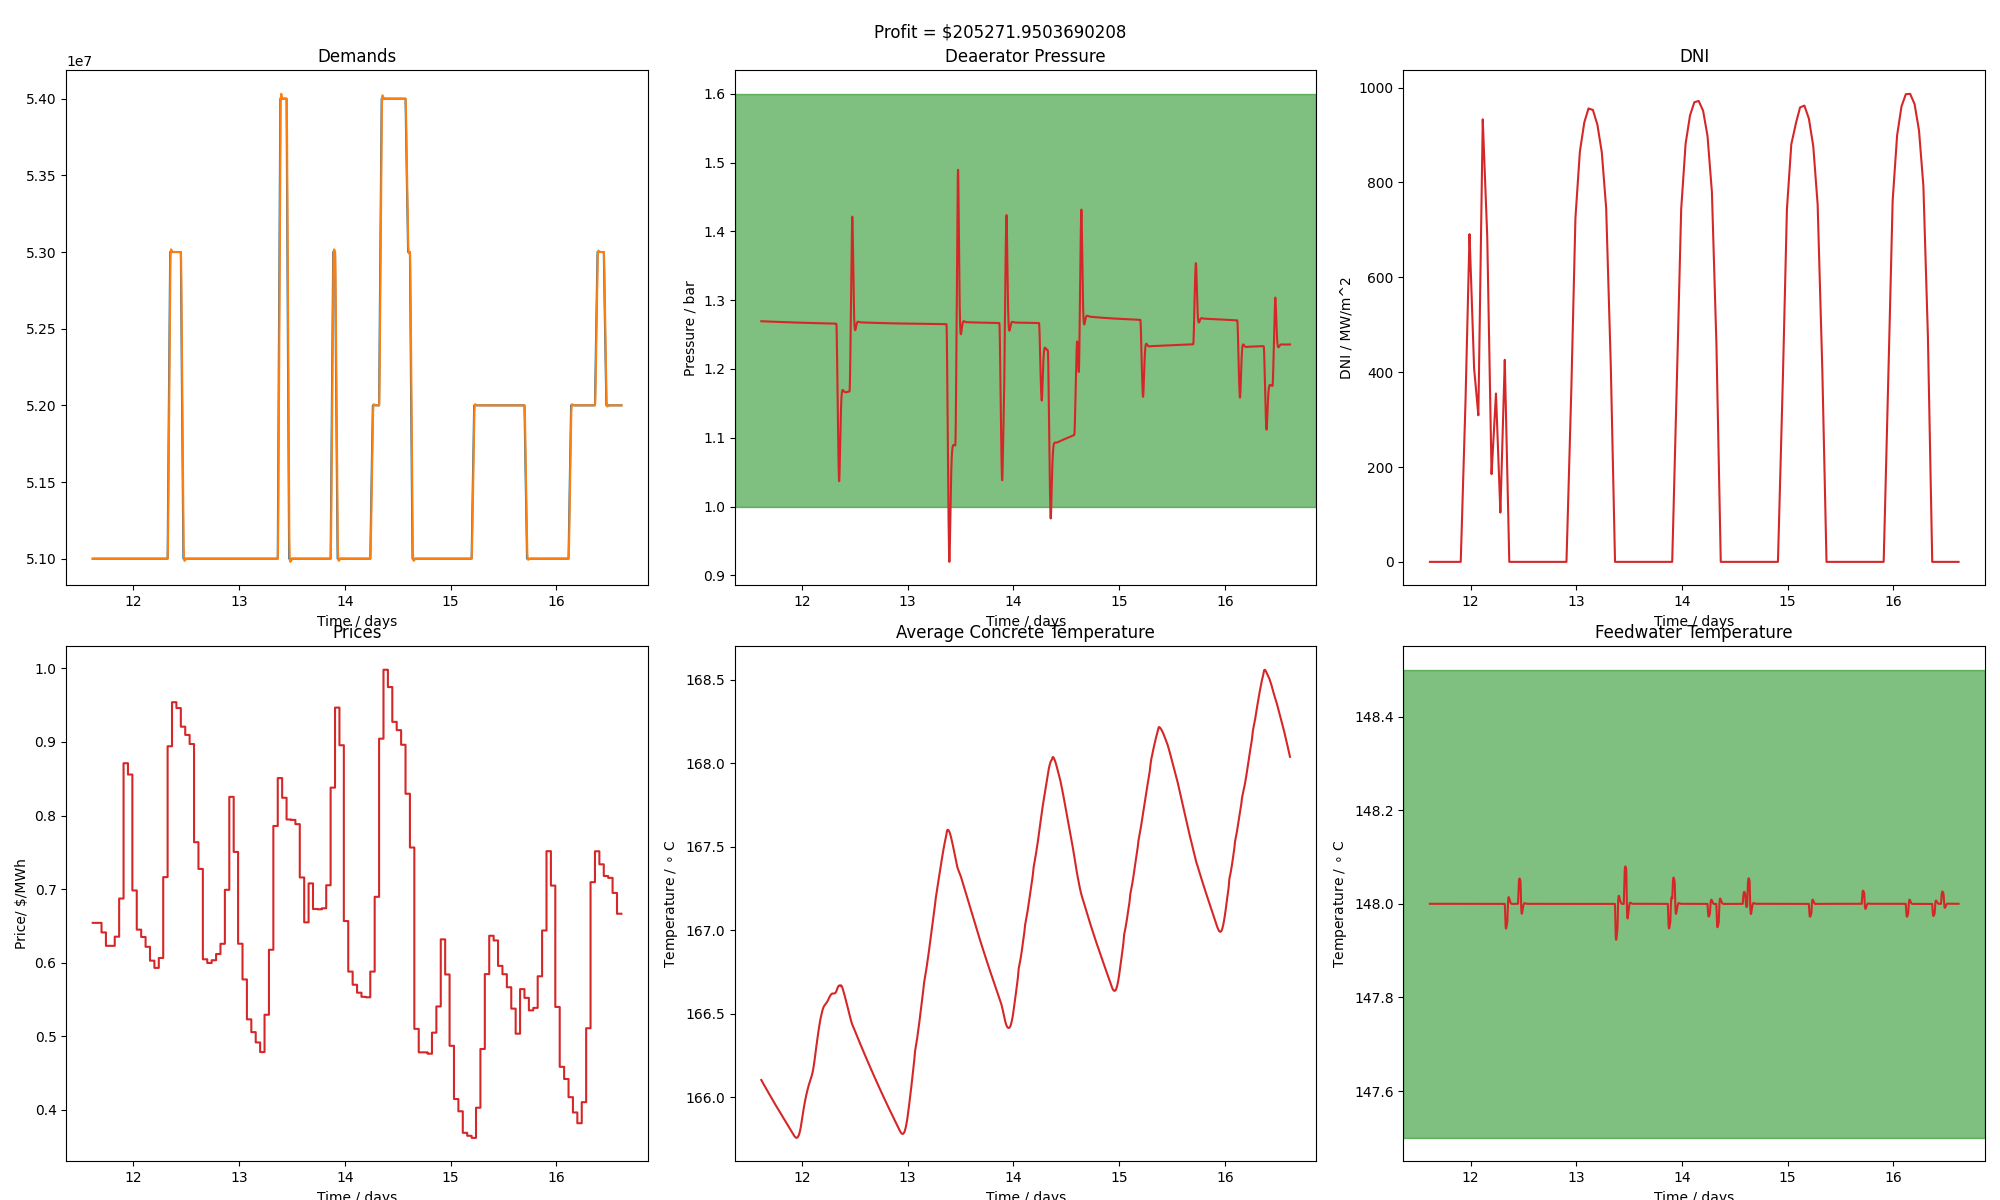 Profit = $205271.9503690208
Demands
1e7
5.40
5.35
5.30
5.25
5.20
5.15
5.10
12 13 14 15 16
Time / days
Deaerator Pressure
Pressure / bar
1.6
1.5
1.4
1.3
1.2
1.1
1.0
0.9
12 13 14 15 16
Time / days
DNI
DNI / MW/m^2
1000
800
600
400
200
0
12 13 14 15 16
Time / days
Prices
Price/ $/MWh
1.0
0.9
0.8
0.7
0.6
0.5
0.4
12 13 14 15 16
Time / days
Average Concrete Temperature
Temperature / ∘ C
168.5
168.0
167.5
167.0
166.5
166.0
12 13 14 15 16
Time / days
Feedwater Temperature
Temperature / ∘ C
148.4
148.2
148.0
147.8
147.6
12 13 14 15 16
Time / days